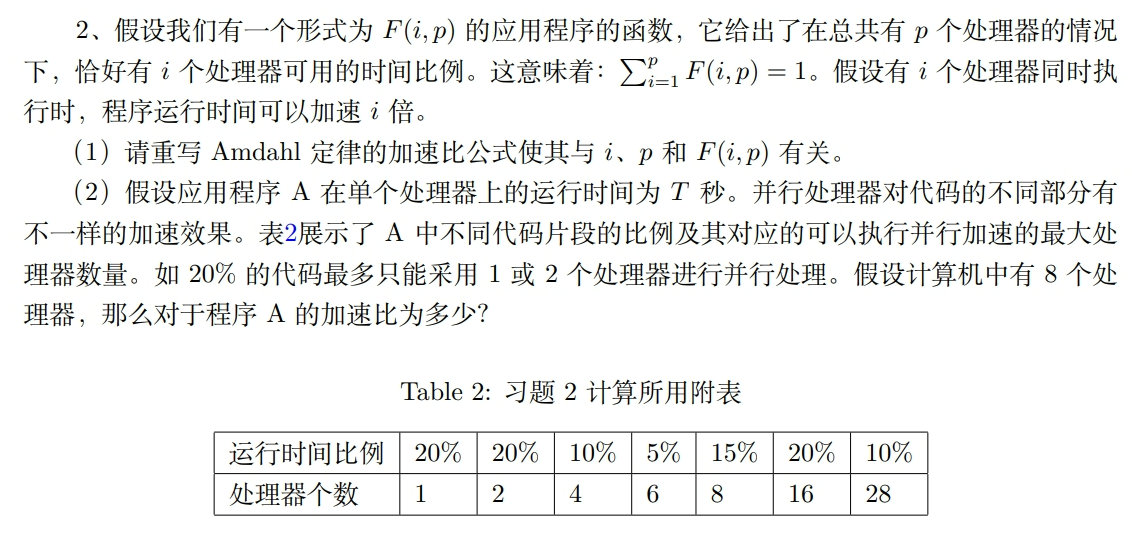 2、假设我们有一个形式为 F(i, p) 的应用程序的函数，它给出了在总共有 p 个处理器的情况
下，恰好有 i 个处理器可用的时间比例。这意味着：∑_{i=1}^{p} F(i, p) = 1。假设有 i 个处理器同时执
行时，程序运行时间可以加速 i 倍。
（1）请重写 Amdahl 定律的加速比公式使其与 i、p 和 F(i, p) 有关。
（2）假设应用程序 A 在单个处理器上的运行时间为 T 秒。并行处理器对代码的不同部分有
不一样的加速效果。表2展示了 A 中不同代码片段的比例及其对应的可以执行并行加速的最大处
理器数量。如 20% 的代码最多只能采用 1 或 2 个处理器进行并行处理。假设计算机中有 8 个处
理器，那么对于程序 A 的加速比为多少？
Table 2: 习题 2 计算所用附表
运行时间比例 20% 20% 10% 5% 15% 20% 10%
处理器个数 1 2 4 6 8 16 28